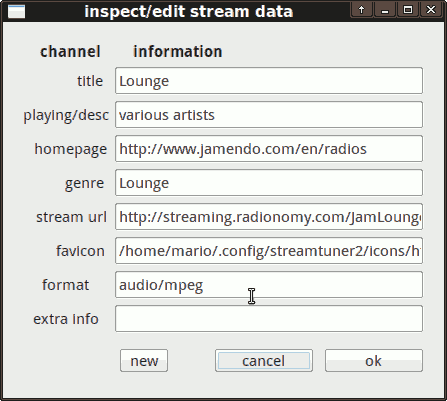 inspect/edit stream data
channel information
title Lounge
playing/desc various artists
homepage http://www.jamendo.com/en/radios
genre Lounge
stream url http://streaming.radionomy.com/JamLounge
favicon /home/mario/.config/streamtuner2/icons/h
format audio/mpeg
extra info
new cancel ok